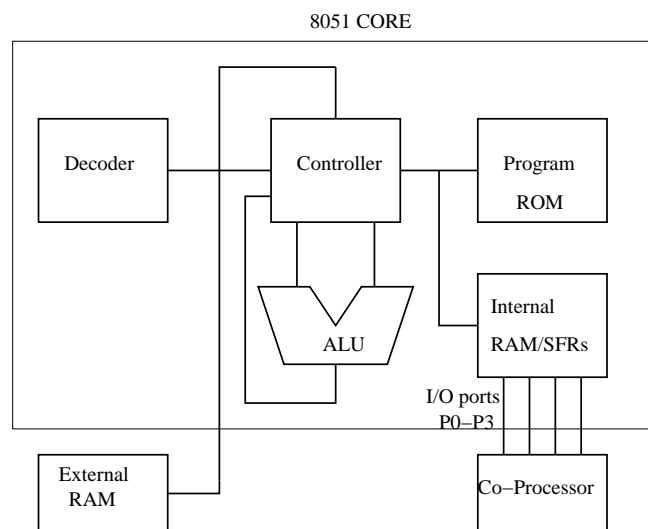 8051 CORE
Decoder
Controller
Program
ROM
ALU
Internal
RAM/SFRs
I/O ports
P0−P3
External
RAM
Co−Processor